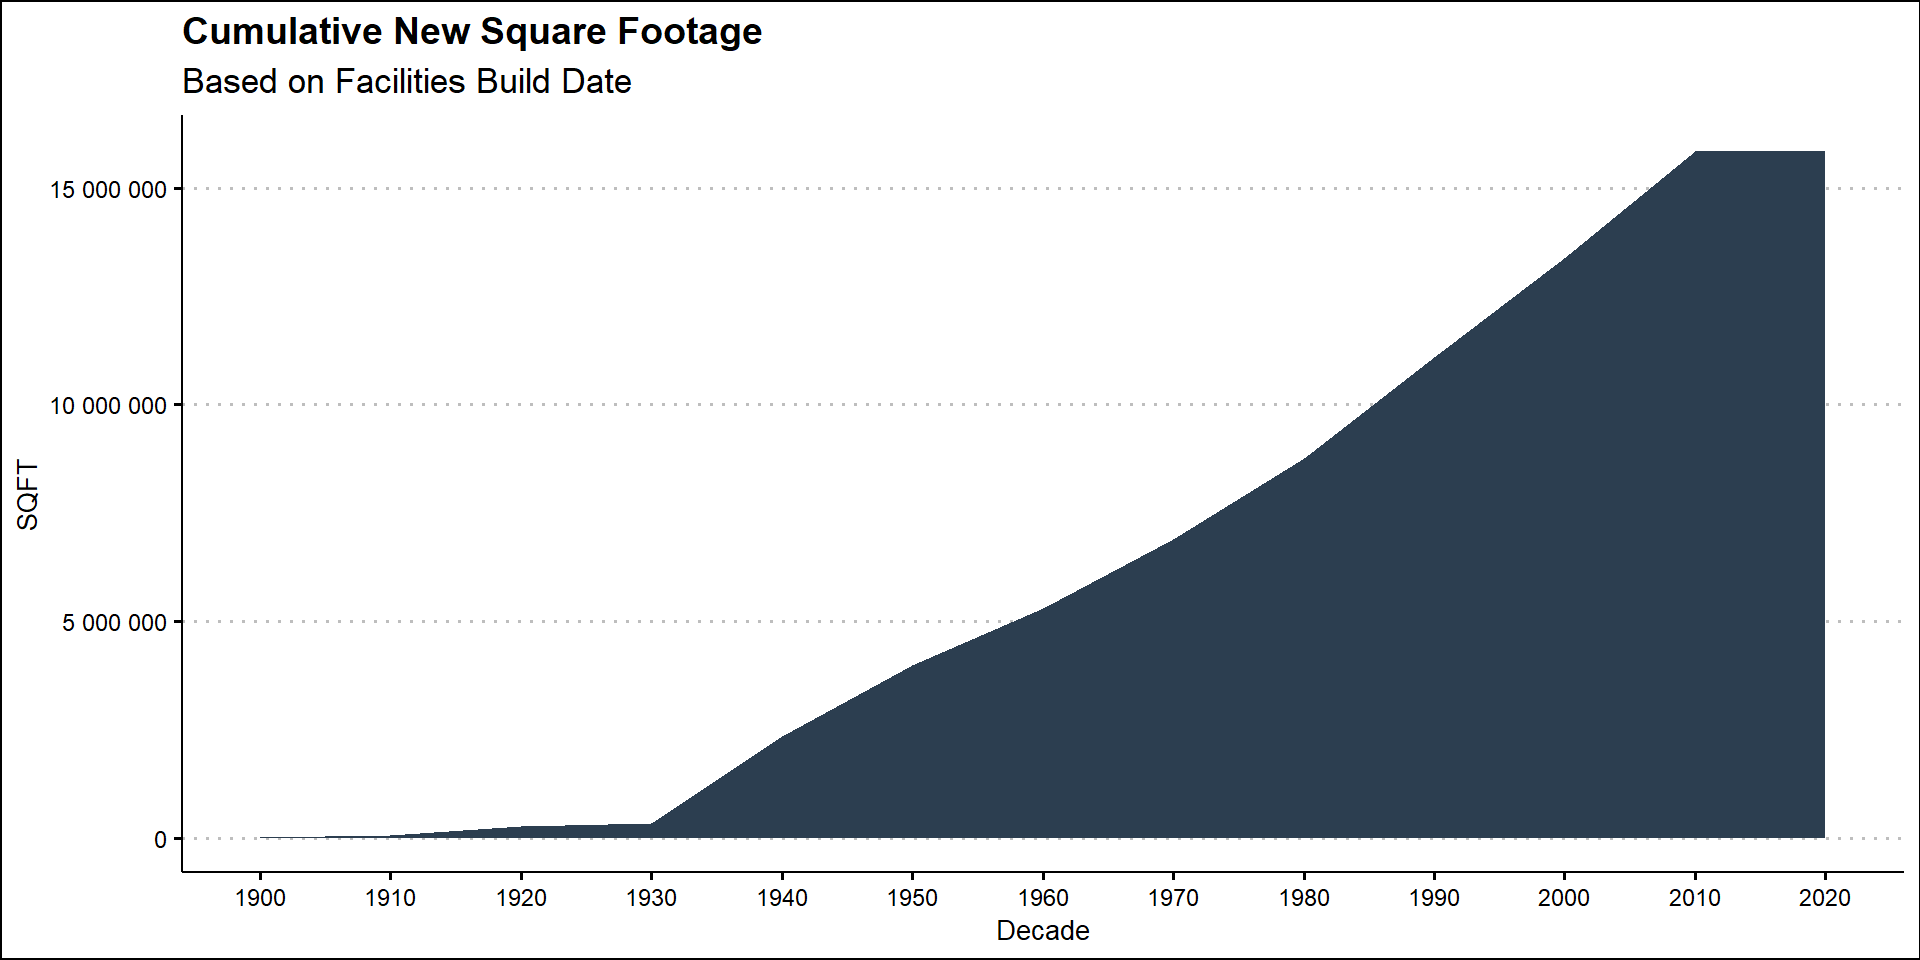 Cumulative New Square Footage
Based on Facilities Build Date
15 000 000
10 000 000
5 000 000
0
SQFT
1900 1910 1920 1930 1940 1950 1960 1970 1980 1990 2000 2010 2020
Decade